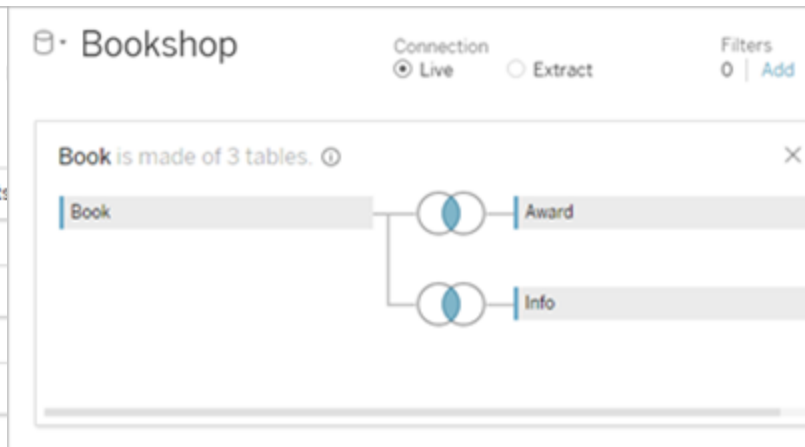 Bookshop
Connection
Live Extract
Filters
0 Add
Book is made of 3 tables.
Book
Award
Info